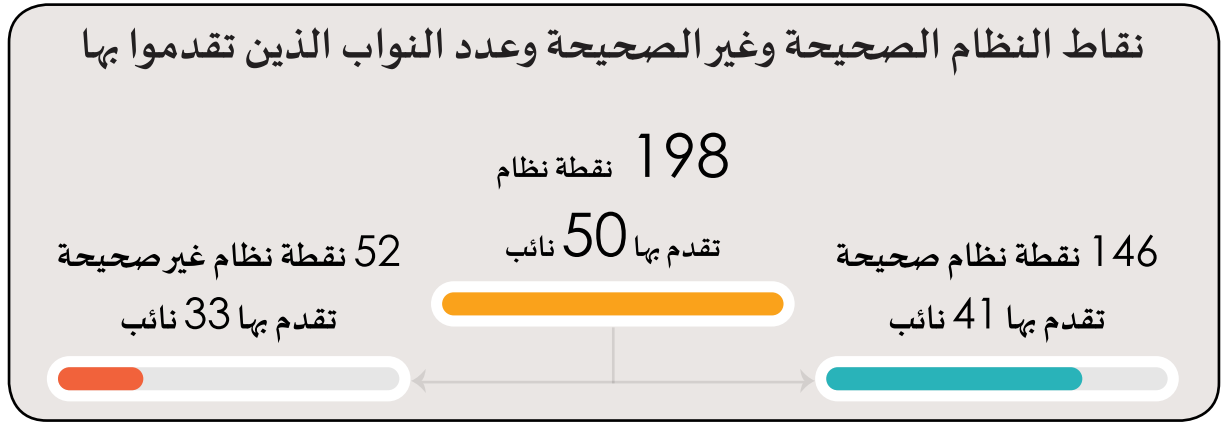 نقاط النظام الصحيحة وغير الصحيحة وعدد النواب الذين تقدموا بها
198 نقطة نظام
تقدم بها 50 نائب
146 نقطة نظام صحيحة
تقدم بها 41 نائب
52 نقطة نظام غير صحيحة
تقدم بها 33 نائب